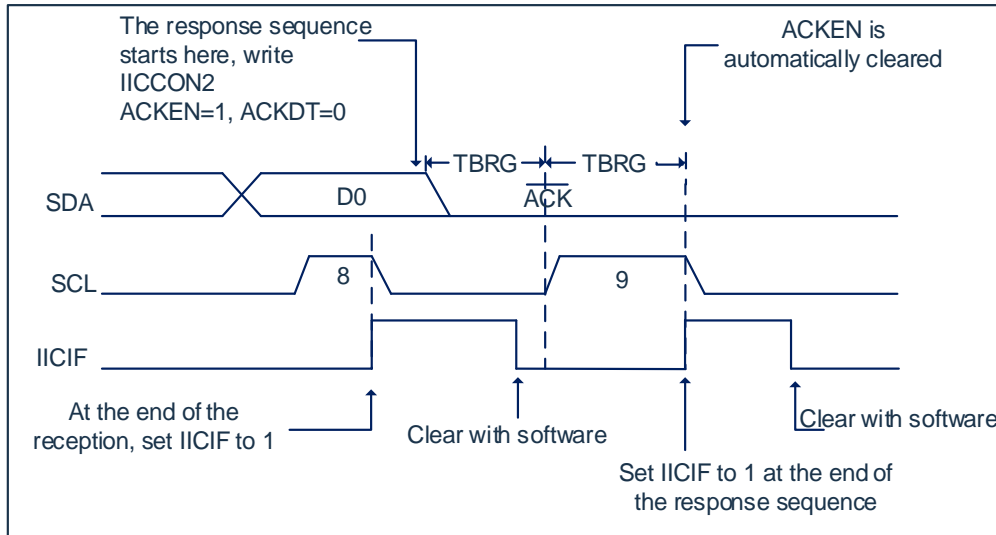 The response sequence
starts here, write
IICCON2
ACKEN=1, ACKDT=0
ACKEN is
automatically cleared
TBRG
TBRG
SDA
D0
ACK
SCL
8
9
IICIF
At the end of the
reception, set IICIF to 1
Clear with software
Clear with software
Set IICIF to 1 at the end of
the response sequence